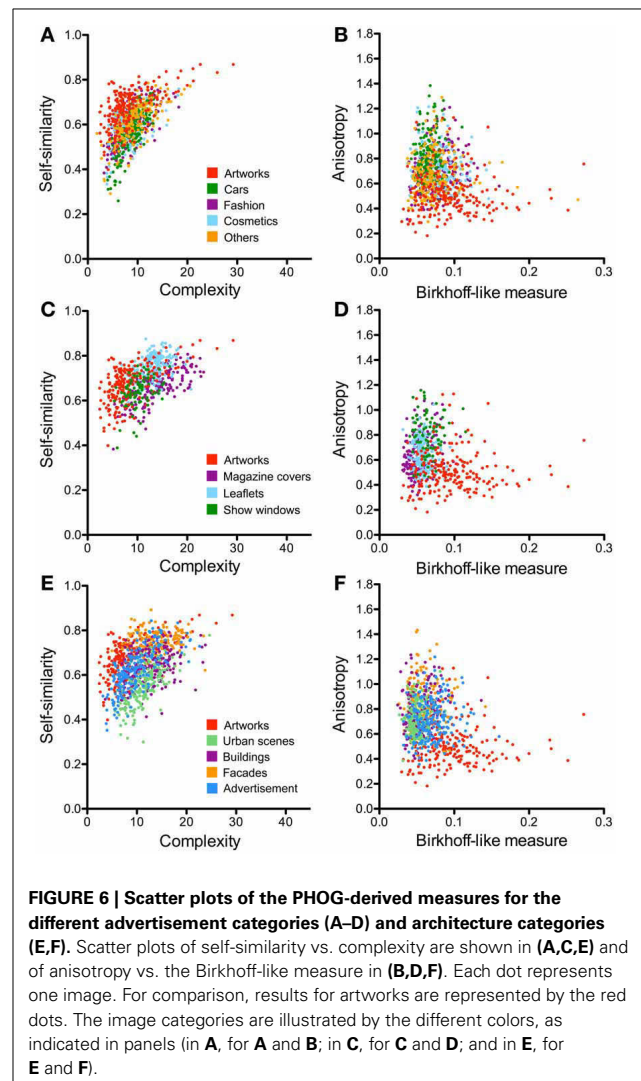 A
B
1.0
0.8
0.6
0.4
0.2
0.0
Self-similarity
0
10
20
30
40
Complexity
Artworks
Cars
Fashion
Cosmetics
Others
1.8
1.6
1.4
1.2
1.0
0.8
0.6
0.4
0.2
0.0
Anisotropy
0.0
0.1
0.2
0.3
Birkhoff-like measure
C
D
1.0
0.8
0.6
0.4
0.2
0.0
Self-similarity
0
10
20
30
40
Complexity
Artworks
Magazine covers
Leaflets
Show windows
1.8
1.6
1.4
1.2
1.0
0.8
0.6
0.4
0.2
0.0
Anisotropy
0.0
0.1
0.2
0.3
Birkhoff-like measure
E
F
1.0
0.8
0.6
0.4
0.2
0.0
Self-similarity
0
10
20
30
40
Complexity
Artworks
Urban scenes
Buildings
Facades
Advertisement
1.8
1.6
1.4
1.2
1.0
0.8
0.6
0.4
0.2
0.0
Anisotropy
0.0
0.1
0.2
0.3
Birkhoff-like measure
FIGURE 6 | Scatter plots of the PHOG-derived measures for the
different advertisement categories (A–D) and architecture categories
(E,F). Scatter plots of self-similarity vs. complexity are shown in (A,C,E) and
of anisotropy vs. the Birkhoff-like measure in (B,D,F). Each dot represents
one image. For comparison, results for artworks are represented by the red
dots. The image categories are illustrated by the different colors, as
indicated in panels (in A, for A and B; in C, for C and D; and in E, for
E and F).